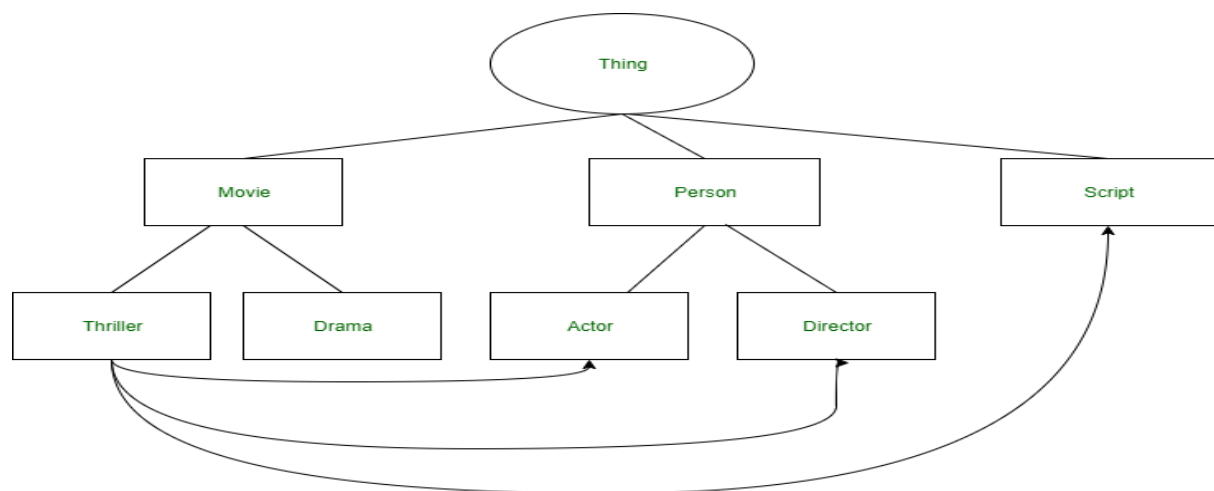 Thing
Movie
Person
Script
Thriller
Drama
Actor
Director